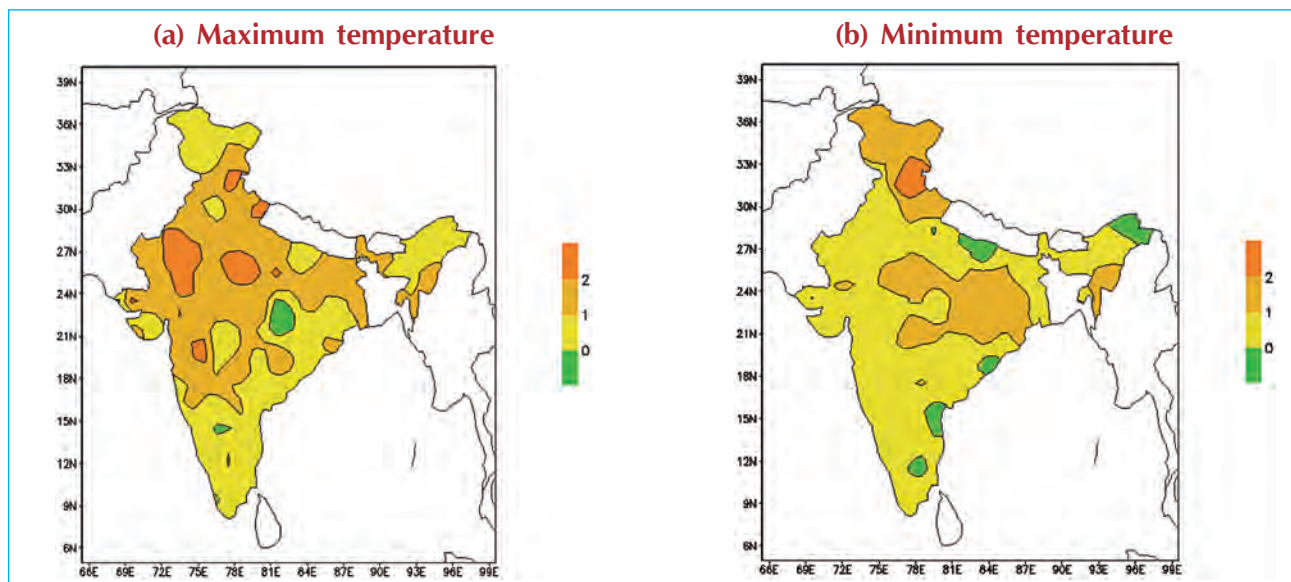 (a) Maximum temperature
(b) Minimum temperature
39N
36N
33N
30N
27N
24N
21N
18N
15N
12N
9N
6N
66E 69E 72E 75E 78E 81E 84E 87E 90E 93E 96E 99E
2
1
0
39N
36N
33N
30N
27N
24N
21N
18N
15N
12N
9N
6N
66E 69E 72E 75E 78E 81E 84E 87E 90E 93E 96E 99E
2
1
0